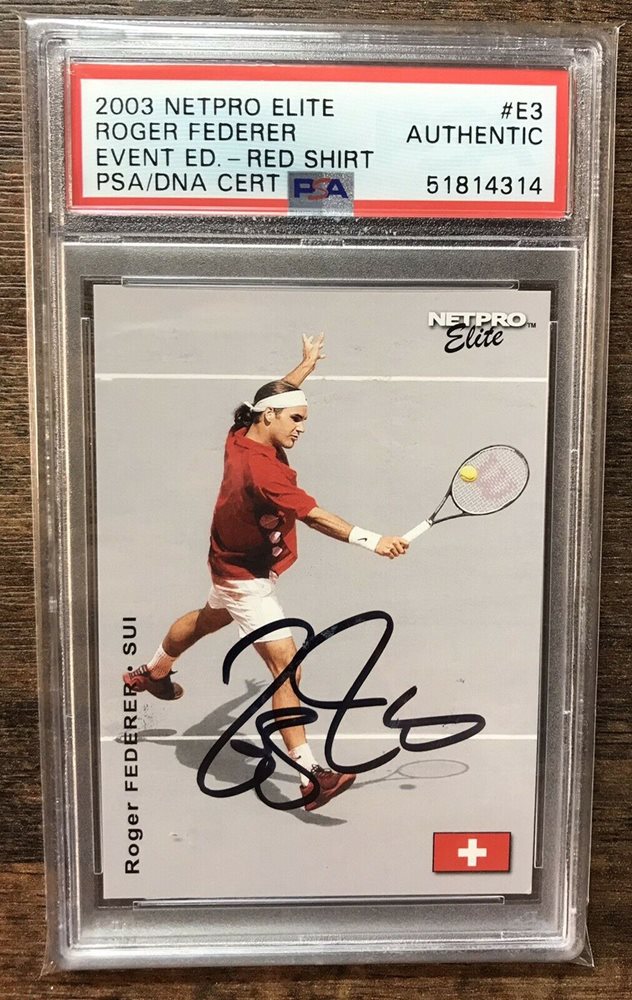 2003 NETPRO ELITE #E3
ROGER FEDERER AUTHENTIC
EVENT ED. - RED SHIRT
PSA/DNA CERT PSA 51814314
NETPRO™
Elite
W
Roger FEDERER • SUI